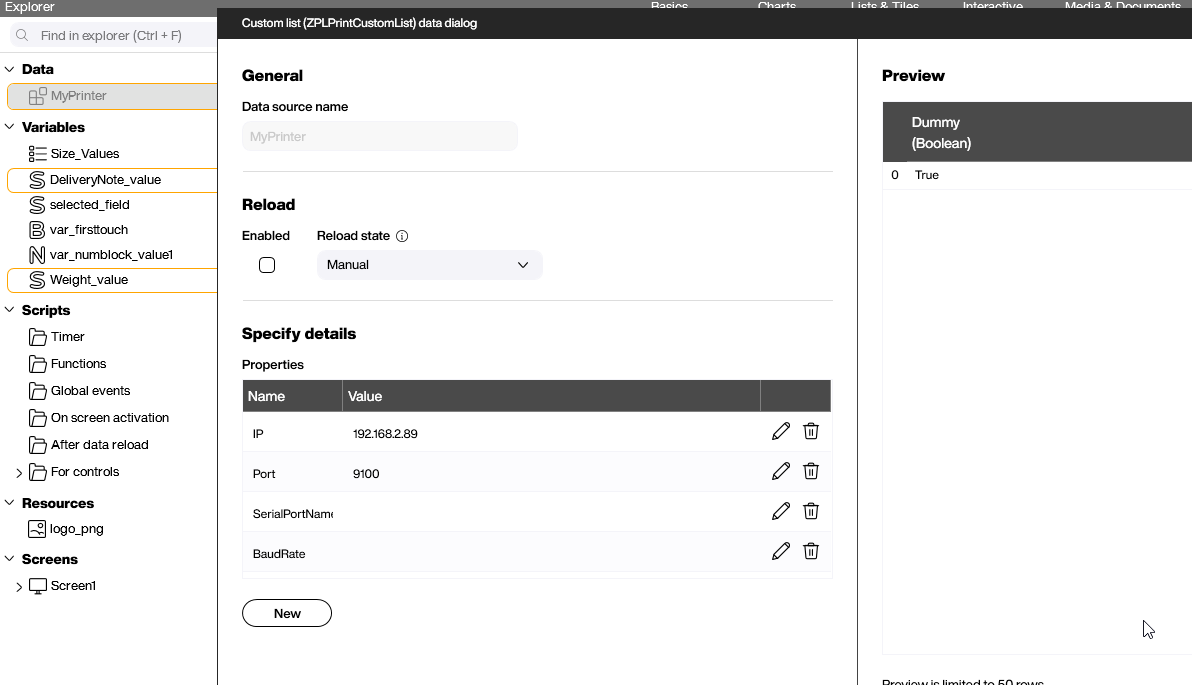 Explorer
Basics
Charts
Lists & Tiles
Interactive
Media & Documents
Find in explorer (Ctrl + F)
Data
MyPrinter
Variables
Size_Values
DeliveryNote_value
selected_field
var_firsttouch
var_numblock_value1
Weight_value
Scripts
Timer
Functions
Global events
On screen activation
After data reload
For controls
Resources
logo_png
Screens
Screen1
Custom list (ZPLPrintCustomList) data dialog
General
Data source name
MyPrinter
Reload
Enabled
Reload state
Manual
Specify details
Properties
Name Value
IP 192.168.2.89
Port 9100
SerialPortName
BaudRate
New
Preview
Dummy
(Boolean)
0 True
Preview is limited to 50 rows